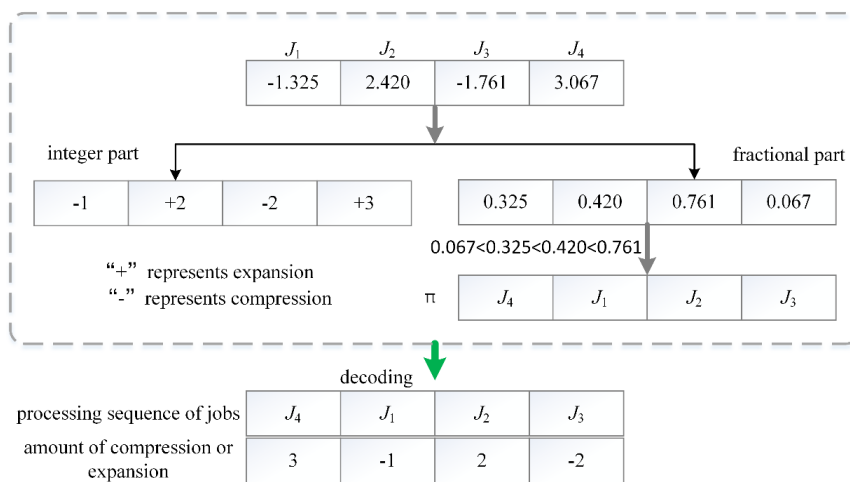 J1 J2 J3 J4
-1.325 2.420 -1.761 3.067
integer part
fractional part
-1 +2 -2 +3
0.325 0.420 0.761 0.067
0.067<0.325<0.420<0.761
“+” represents expansion
“-” represents compression
π J4 J1 J2 J3
decoding
processing sequence of jobs J4 J1 J2 J3
amount of compression or
expansion
3 -1 2 -2